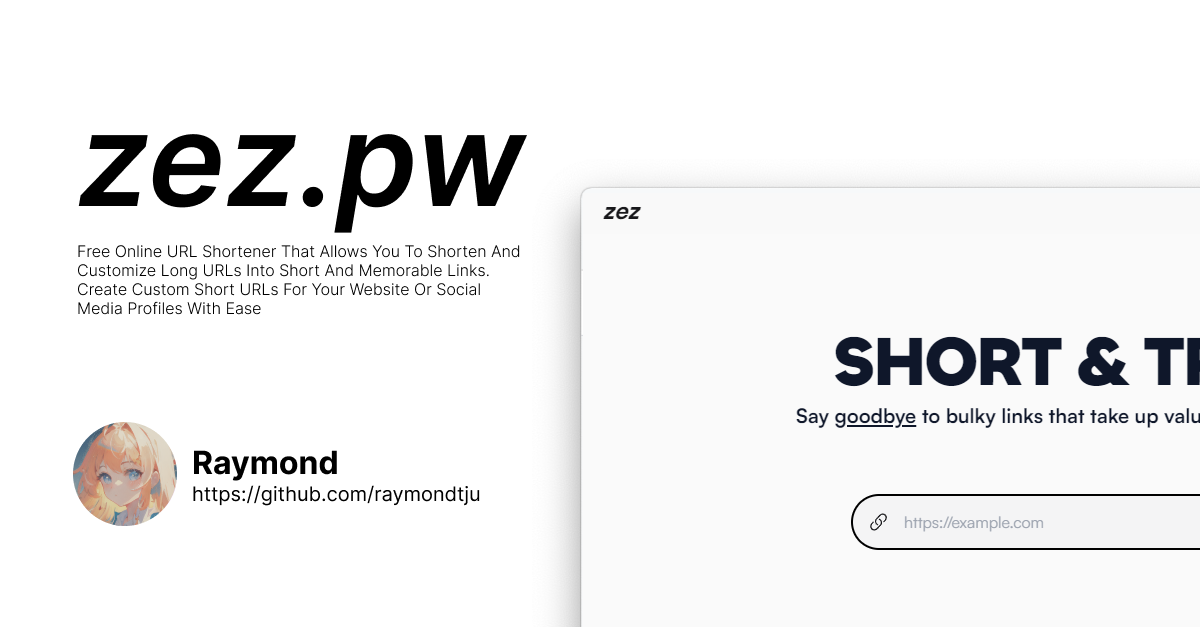 zez.pw
Free Online URL Shortener That Allows You To Shorten And
Customize Long URLs Into Short And Memorable Links.
Create Custom Short URLs For Your Website Or Social
Media Profiles With Ease
Raymond
https://github.com/raymondtju
zez
SHORT & T
Say goodbye to bulky links that take up valu
https://example.com